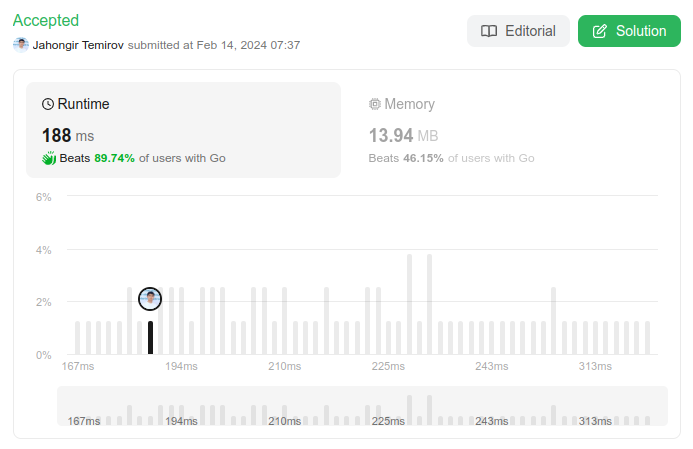 Accepted
Jahongir Temirov submitted at Feb 14, 2024 07:37
Editorial
Solution
Runtime
188 ms
Beats 89.74% of users with Go
Memory
13.94 MB
Beats 46.15% of users with Go
6%
4%
2%
0%
167ms 194ms 210ms 225ms 243ms 313ms
167ms 194ms 210ms 225ms 243ms 313ms